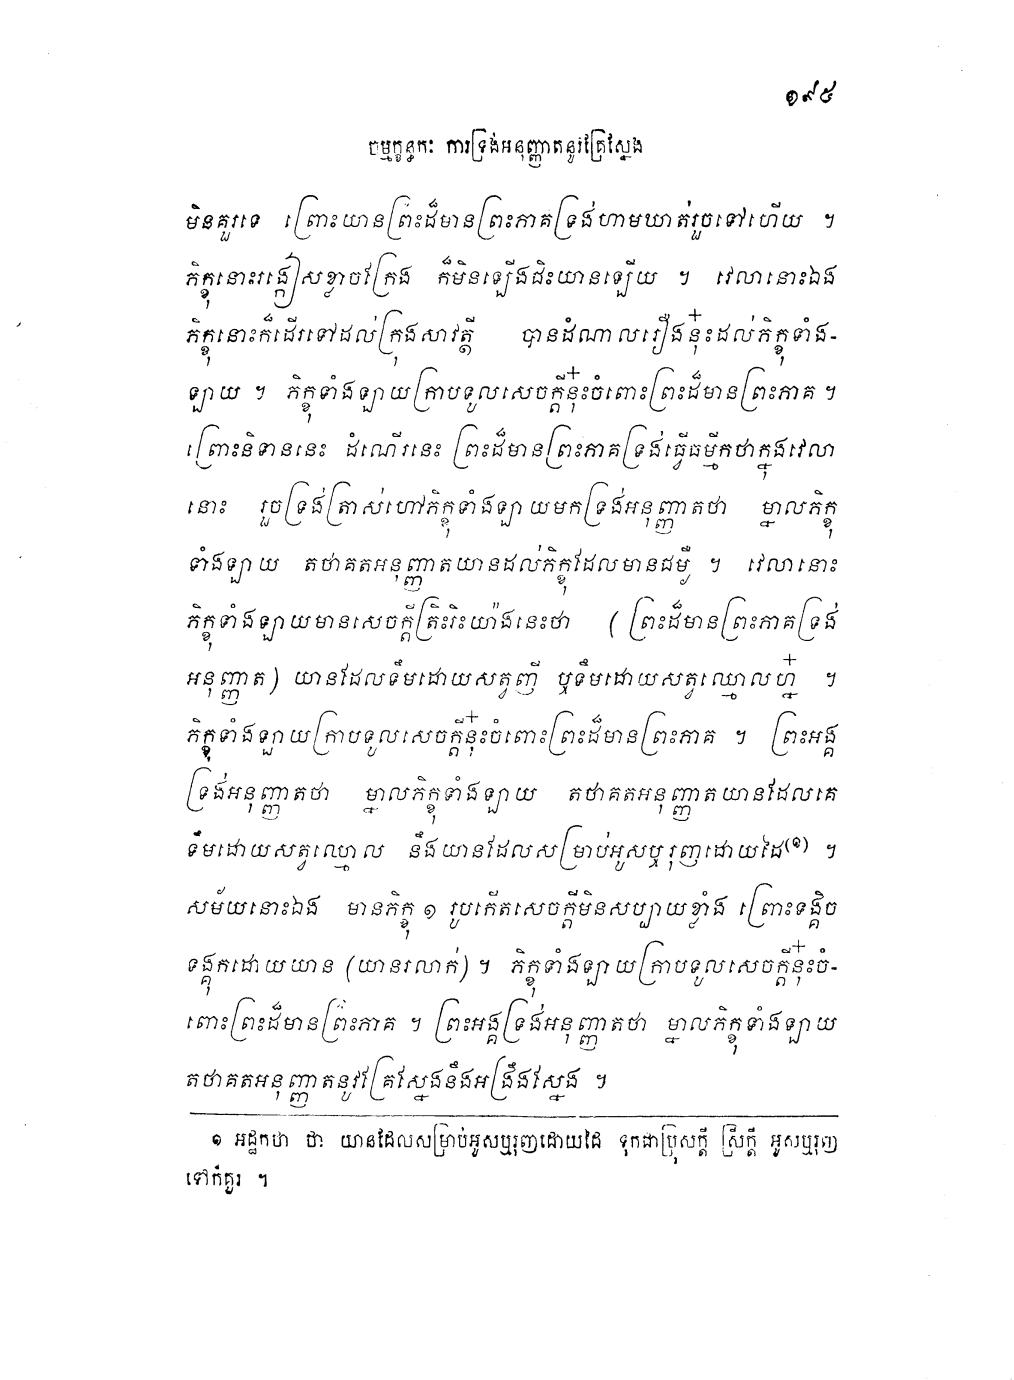 ១៩៥
ចម្មក្ខន្ធកៈ ការទ្រង់អនុញ្ញាតនូវគ្រែស្នែង
មិនគួរទេ ព្រោះយានព្រះដ៏មានព្រះភាគទ្រង់ហាមឃាត់រួចទៅហើយ ។
ភិក្ខុនោះរង្កៀសខ្លាចក្រែង ក៏មិនឡើងជិះយានឡើយ ។ វេលានោះឯង
ភិក្ខុនោះក៏ដើរទៅដល់ក្រុងសាវត្ថី បានដំណាលរឿងនុ៎ះដល់ភិក្ខុទាំង-
ឡាយ ។ ភិក្ខុទាំងឡាយក្រាបទូលសេចក្តីនុ៎ះចំពោះព្រះដ៏មានព្រះភាគ ។
ព្រោះនិទាននេះ ដំណើរនេះ ព្រះដ៏មានព្រះភាគទ្រង់ធ្វើធម្មីកថាក្នុងវេលា
នោះ រួចទ្រង់ត្រាស់ហៅភិក្ខុទាំងឡាយមកទ្រង់អនុញ្ញាតថា ម្នាលភិក្ខុ
ទាំងឡាយ តថាគតអនុញ្ញាតយានដល់ភិក្ខុដែលមានជម្ងឺ ។ វេលានោះ
ភិក្ខុទាំងឡាយមានសេចក្តីត្រិះរិះយ៉ាងនេះថា (ព្រះដ៏មានព្រះភាគទ្រង់
អនុញ្ញាត) យានដែលទឹមដោយសត្វញី ឬទឹមដោយសត្វឈ្មោលហ្ន៎ ។
ភិក្ខុទាំងឡាយក្រាបទូលសេចក្តីនុ៎ះចំពោះព្រះដ៏មានព្រះភាគ ។ ព្រះអង្គ
ទ្រង់អនុញ្ញាតថា ម្នាលភិក្ខុទាំងឡាយ តថាគតអនុញ្ញាតយានដែលគេ
ទឹមដោយសត្វឈ្មោល នឹងយានដែលសម្រាប់អូសឬរុញដោយដៃ(១) ។
សម័យនោះឯង មានភិក្ខុ ១ រូបកើតសេចក្តីមិនសប្បាយខ្លាំង ព្រោះទង្គិច
ទង្គុកដោយយាន (យានរលាក់) ។ ភិក្ខុទាំងឡាយក្រាបទូលសេចក្តីនុ៎ះចំ-
ពោះព្រះដ៏មានព្រះភាគ ។ ព្រះអង្គទ្រង់អនុញ្ញាតថា ម្នាលភិក្ខុទាំងឡាយ
តថាគតអនុញ្ញាតនូវគ្រែស្នែងនឹងអង្រឹងស្នែង ។
១ អដ្ឋកថា ថា យានដែលសម្រាប់អូសឬរុញដោយដៃ ទុកជាប្រុសក្តី ស្រីក្តី អូសឬរុញ
ទៅក៏គួរ ។